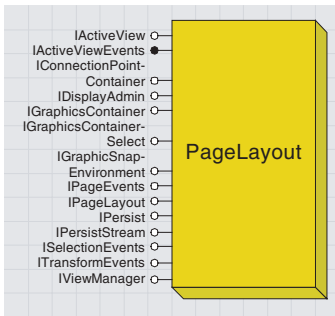 IActiveView
IActiveViewEvents
IConnectionPoint-
Container
IDisplayAdmin
IGraphicsContainer
IGraphicsContainer-
Select
IGraphicSnap-
Environment
IPageEvents
IPageLayout
IPersist
IPersistStream
ISelectionEvents
ITransformEvents
IViewManager
PageLayout